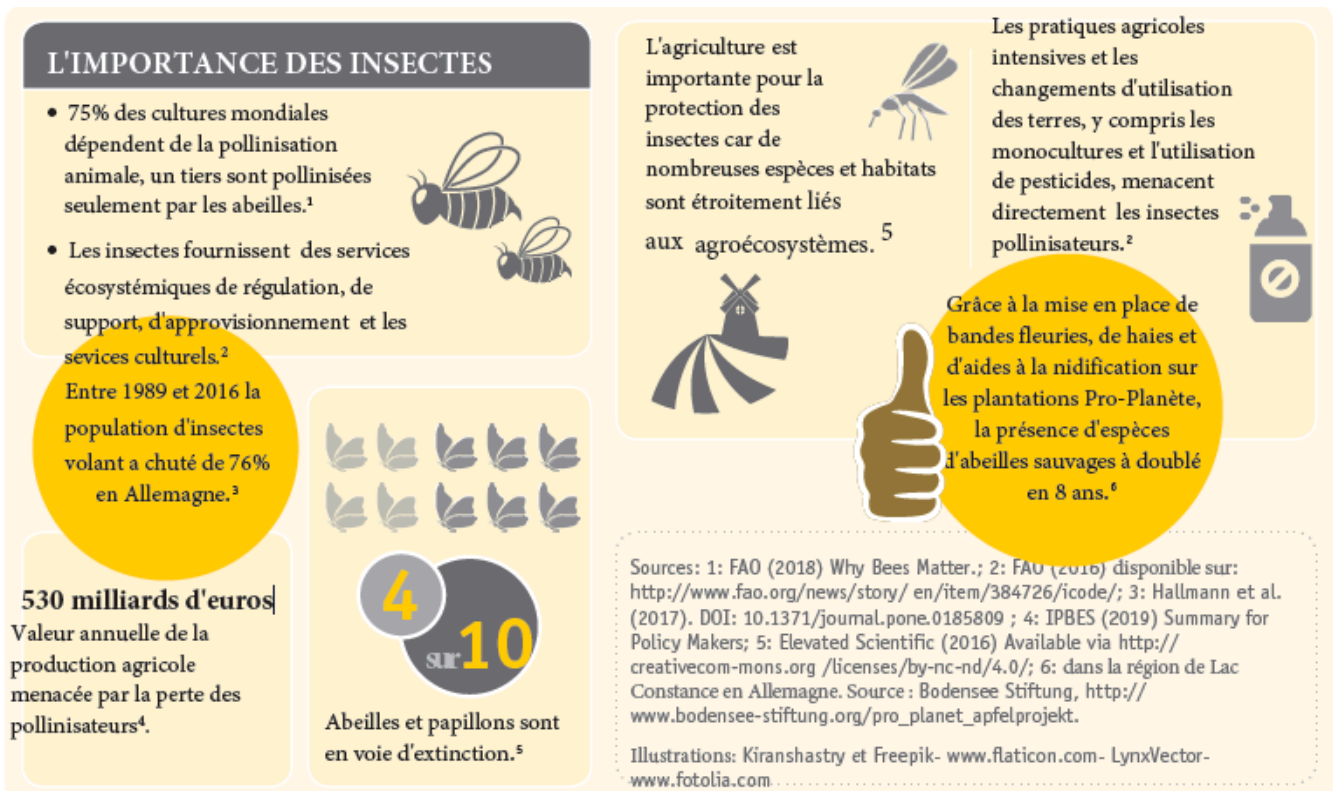 L'IMPORTANCE DES INSECTES
• 75% des cultures mondiales
dépendent de la pollinisation
animale, un tiers sont pollinisées
seulement par les abeilles.¹
• Les insectes fournissent des services
écosystémiques de régulation, de
support, d'approvisionnement et les
sevices culturels.²
Entre 1989 et 2016 la
population d'insectes
volant a chuté de 76%
en Allemagne.³
530 milliards d'euros
Valeur annuelle de la
production agricole
menacée par la perte des
pollinisateurs⁴.
4
sur 10
Abeilles et papillons sont
en voie d'extinction.⁵
L'agriculture est
importante pour la
protection des
insectes car de
nombreuses espèces et habitats
sont étroitement liés
aux agroécosystèmes. 5
Les pratiques agricoles
intensives et les
changements d'utilisation
des terres, y compris les
monocultures et l'utilisation
de pesticides, menacent
directement les insectes
pollinisateurs.²
Grâce à la mise en place de
bandes fleuries, de haies et
d'aides à la nidification sur
les plantations Pro-Planète,
la présence d'espèces
d'abeilles sauvages à doublé
en 8 ans.⁶
Sources: 1: FAO (2018) Why Bees Matter.; 2: FAO (2016) disponible sur:
http://www.fao.org/news/story/ en/item/384726/icode/; 3: Hallmann et al.
(2017). DOI: 10.1371/journal.pone.0185809 ; 4: IPBES (2019) Summary for
Policy Makers; 5: Elevated Scientific (2016) Available via http://
creativecom-mons.org /licenses/by-nc-nd/4.0/; 6: dans la région de Lac
Constance en Allemagne. Source : Bodensee Stiftung, http://
www.bodensee-stiftung.org/pro_planet_apfelprojekt.
Illustrations: Kiranshastry et Freepik- www.flaticon.com- LynxVector-
www.fotolia.com